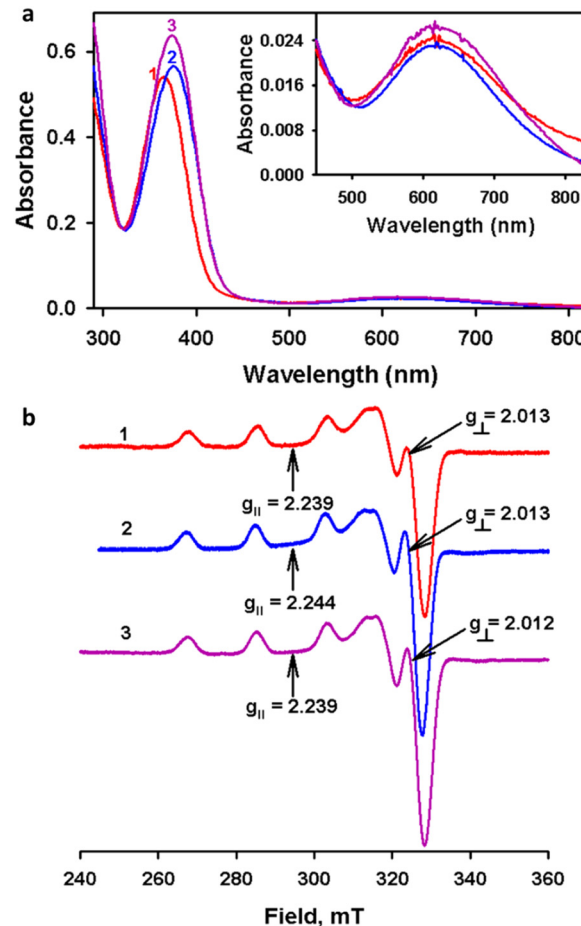 a
0.6
0.4
0.2
0.0
Absorbance
1
2
3
300 400 500 600 700 800
Wavelength (nm)
0.024
0.016
0.008
0.000
Absorbance
500 600 700 800
Wavelength (nm)
b
1
g|| = 2.239
g⊥= 2.013
2
g|| = 2.244
g⊥= 2.013
3
g|| = 2.239
g⊥= 2.012
240 260 280 300 320 340 360
Field, mT